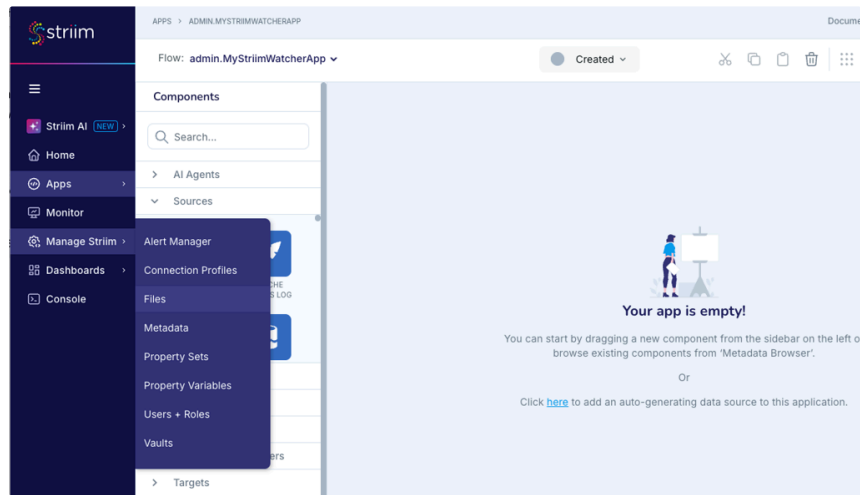 striim
APPS > ADMIN.MYSTRIIMWATCHERAPP
Flow: admin.MyStriimWatcherApp
Created
Components
Search...
AI Agents
Sources
S LOG
Targets
Striim AI NEW
Home
Apps
Monitor
Manage Striim
Dashboards
Console
Alert Manager
Connection Profiles
Files
Metadata
Property Sets
Property Variables
Users + Roles
Vaults
Your app is empty!
You can start by dragging a new component from the sidebar on the left o
browse existing components from ‘Metadata Browser’.
Or
Click here to add an auto-generating data source to this application.